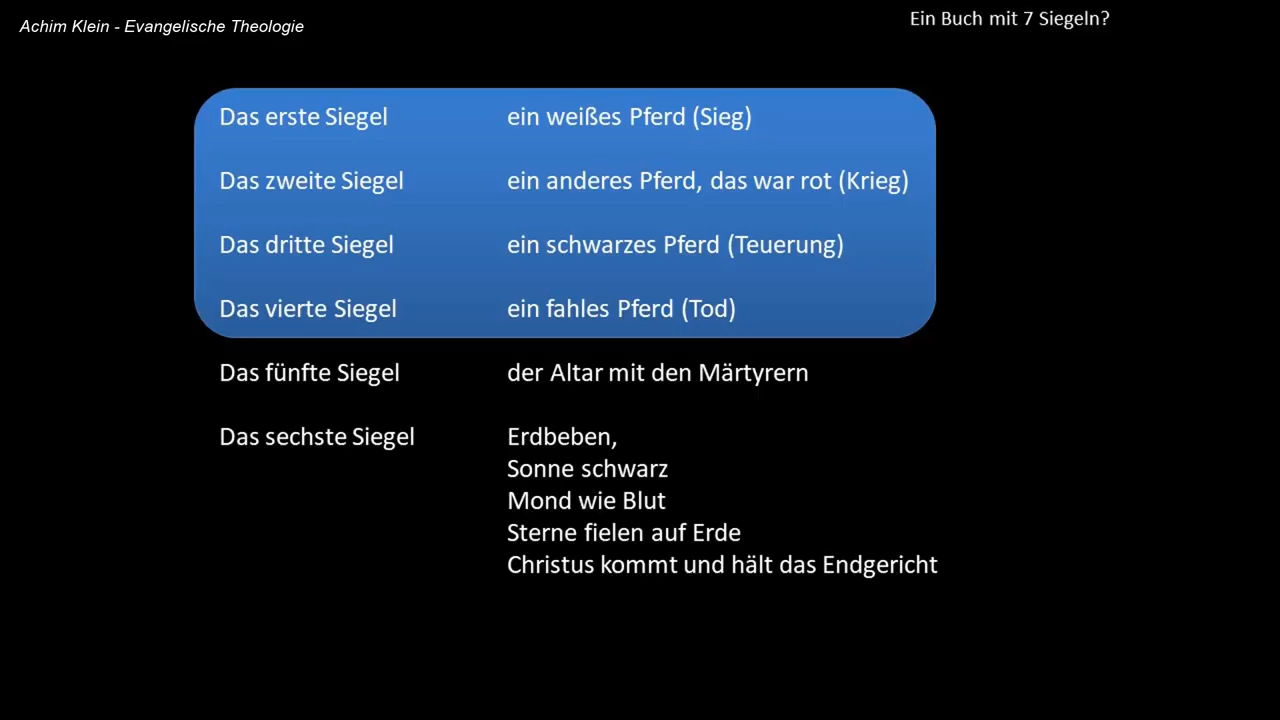 Achim Klein - Evangelische Theologie
Ein Buch mit 7 Siegeln?
Das erste Siegel ein weißes Pferd (Sieg)
Das zweite Siegel ein anderes Pferd, das war rot (Krieg)
Das dritte Siegel ein schwarzes Pferd (Teuerung)
Das vierte Siegel ein fahles Pferd (Tod)
Das fünfte Siegel der Altar mit den Märtyrern
Das sechste Siegel Erdbeben,
Sonne schwarz
Mond wie Blut
Sterne fielen auf Erde
Christus kommt und hält das Endgericht